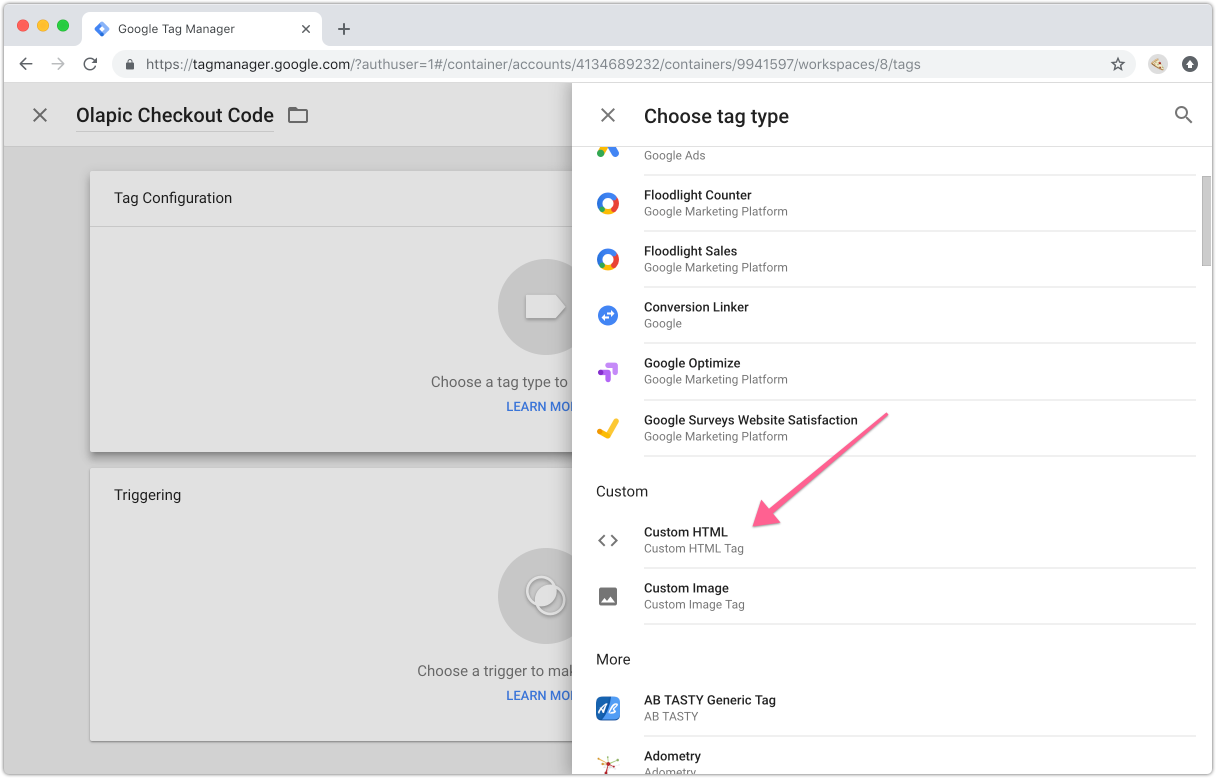 Google Tag Manager
https://tagmanager.google.com/?authuser=1#/container/accounts/4134689232/containers/9941597/workspaces/8/tags
Olapic Checkout Code
Tag Configuration
Choose a tag type to
LEARN MO
Triggering
Choose a trigger to ma
LEARN MO
Choose tag type
Google Ads
Floodlight Counter
Google Marketing Platform
Floodlight Sales
Google Marketing Platform
Conversion Linker
Google
Google Optimize
Google Marketing Platform
Google Surveys Website Satisfaction
Google Marketing Platform
Custom
Custom HTML
Custom HTML Tag
Custom Image
Custom Image Tag
More
AB
AB TASTY Generic Tag
AB TASTY
Adometry
Adometry